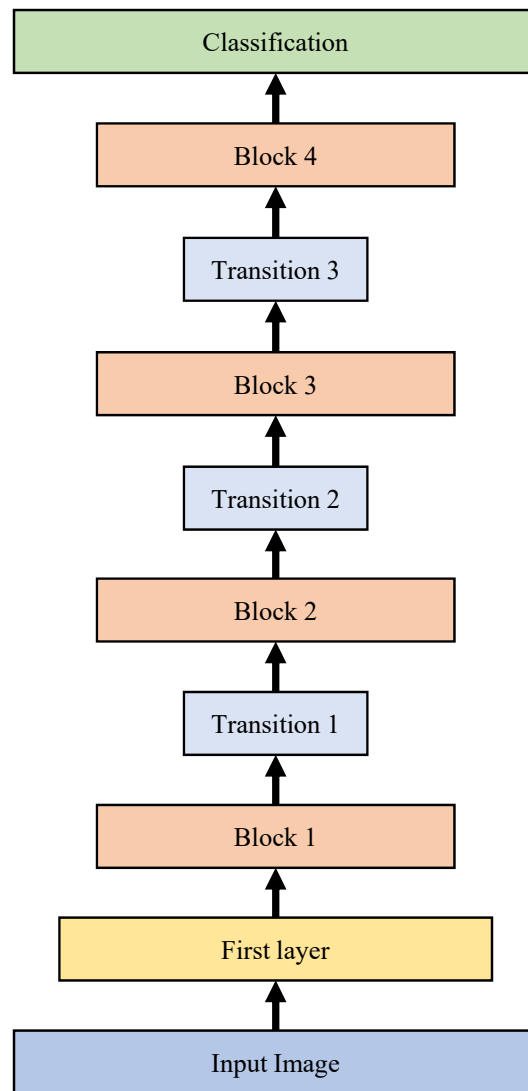 Classification
Block 4
Transition 3
Block 3
Transition 2
Block 2
Transition 1
Block 1
First layer
Input Image